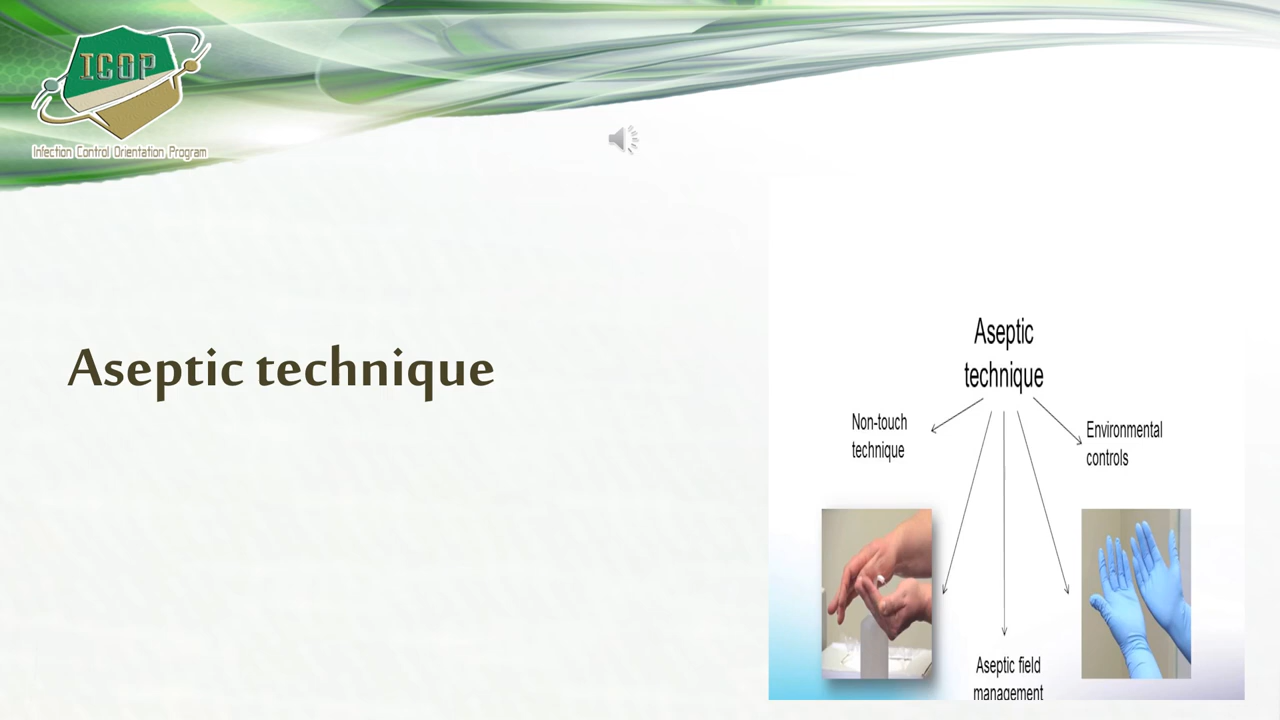 ICOP
Infection Control Orientation Program
Aseptic technique
Aseptic
technique
Non-touch
technique
Environmental
controls
Aseptic field
management